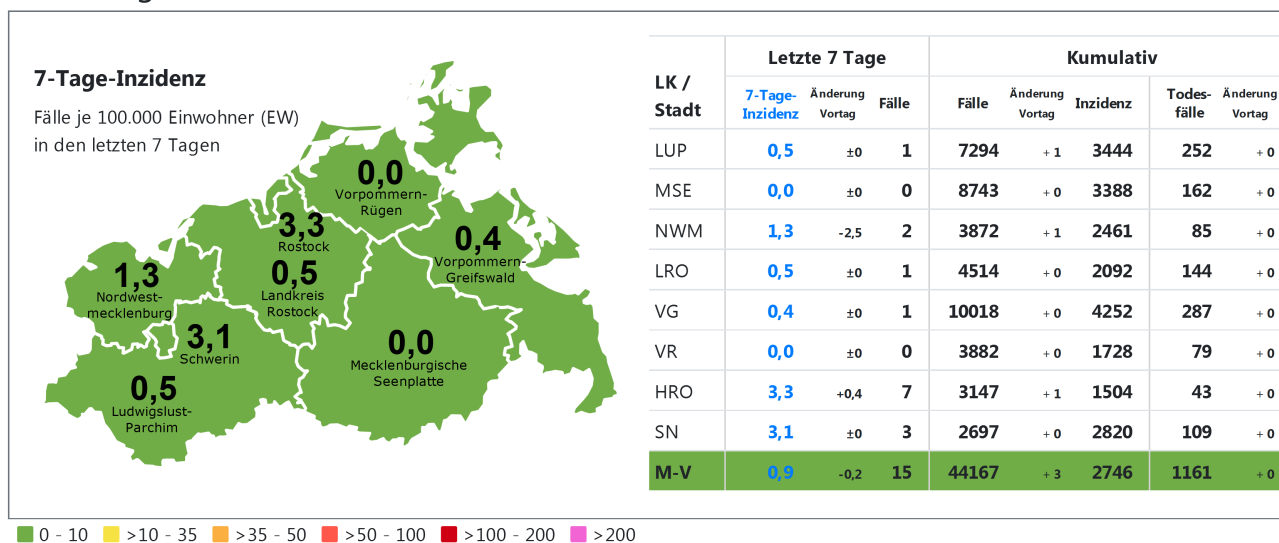 7-Tage-Inzidenz
Fälle je 100.000 Einwohner (EW)
in den letzten 7 Tagen
0,0
Vorpommern-
Rügen
3,3
Rostock
0,4
Vorpommern-
Greifswald
0,5
Landkreis
Rostock
1,3
Nordwest-
mecklenburg
3,1
Schwerin
0,0
Mecklenburgische
Seenplatte
0,5
Ludwigslust-
Parchim
LK /
Stadt
Letzte 7 Tage
Kumulativ
7-Tage-
Inzidenz
Änderung
Vortag
Fälle
Fälle
Änderung
Vortag
Inzidenz
Todes-
fälle
Änderung
Vortag
LUP 0,5 ±0 1 7294 + 1 3444 252 + 0
MSE 0,0 ±0 0 8743 + 0 3388 162 + 0
NWM 1,3 -2,5 2 3872 + 1 2461 85 + 0
LRO 0,5 ±0 1 4514 + 0 2092 144 + 0
VG 0,4 ±0 1 10018 + 0 4252 287 + 0
VR 0,0 ±0 0 3882 + 0 1728 79 + 0
HRO 3,3 +0,4 7 3147 + 1 1504 43 + 0
SN 3,1 ±0 3 2697 + 0 2820 109 + 0
M-V 0,9 -0,2 15 44167 + 3 2746 1161 + 0
0 - 10 >10 - 35 >35 - 50 >50 - 100 >100 - 200 >200